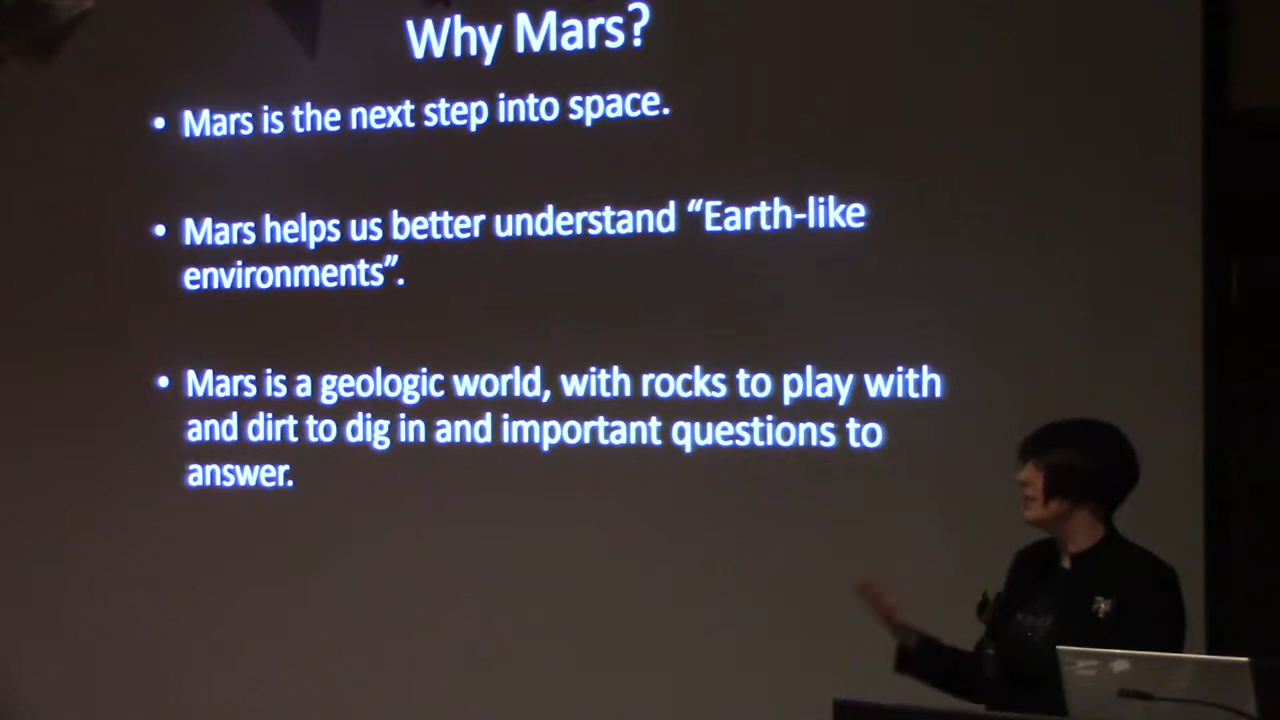 Why Mars?
• Mars is the next step into space.
• Mars helps us better understand “Earth-like
environments”.
• Mars is a geologic world, with rocks to play with
and dirt to dig in and important questions to
answer.